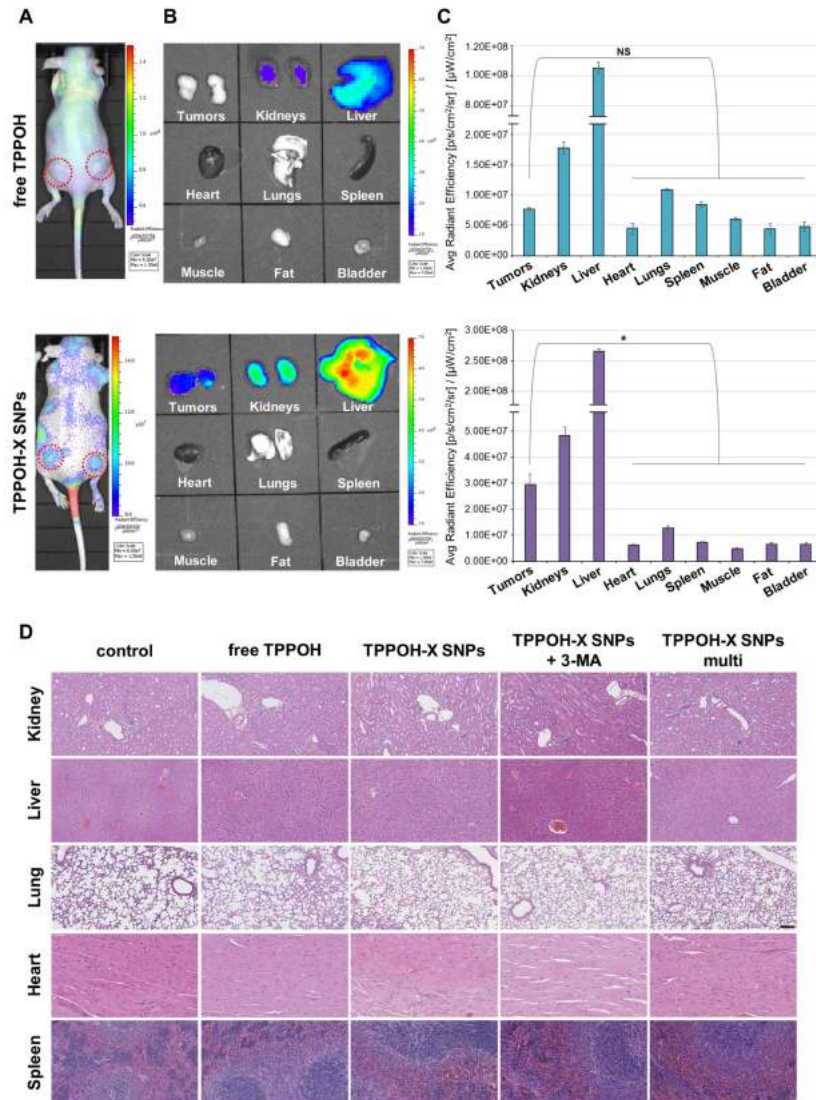 A
B
C
free TPPOH
Tumors Kidneys Liver
Heart Lungs Spleen
Muscle Fat Bladder
Avg Radiant Efficiency [p/s/cm²/sr] / [µW/cm²]
NS
1.20E+08
1.00E+08
8.00E+07
6.00E+07
2.00E+07
1.50E+07
1.00E+07
5.00E+06
0.00E+00
Tumors Kidneys Liver Heart Lungs Spleen Muscle Fat Bladder
TPPOH-X SNPs
Tumors Kidneys Liver
Heart Lungs Spleen
Muscle Fat Bladder
Avg Radiant Efficiency [p/s/cm²/sr] / [µW/cm²]
*
3.00E+08
2.50E+08
2.00E+08
5.00E+07
4.00E+07
3.00E+07
2.00E+07
1.00E+07
0.00E+00
Tumors Kidneys Liver Heart Lungs Spleen Muscle Fat Bladder
D
control
free TPPOH
TPPOH-X SNPs
TPPOH-X SNPs
+ 3-MA
TPPOH-X SNPs
multi
Kidney
Liver
Lung
Heart
Spleen